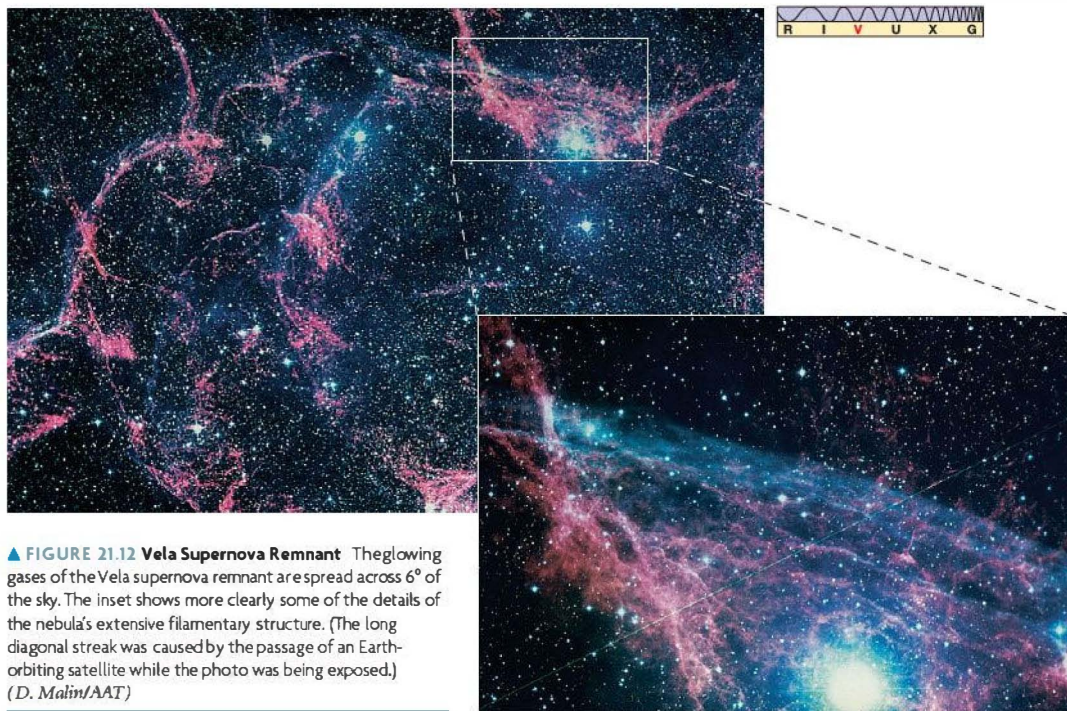 R I V U X G
▲ FIGURE 21.12 Vela Supernova Remnant The glowing
gases of the Vela supernova remnant are spread across 6° of
the sky. The inset shows more clearly some of the details of
the nebula's extensive filamentary structure. (The long
diagonal streak was caused by the passage of an Earth-
orbiting satellite while the photo was being exposed.)
(D. Malin/AAT)